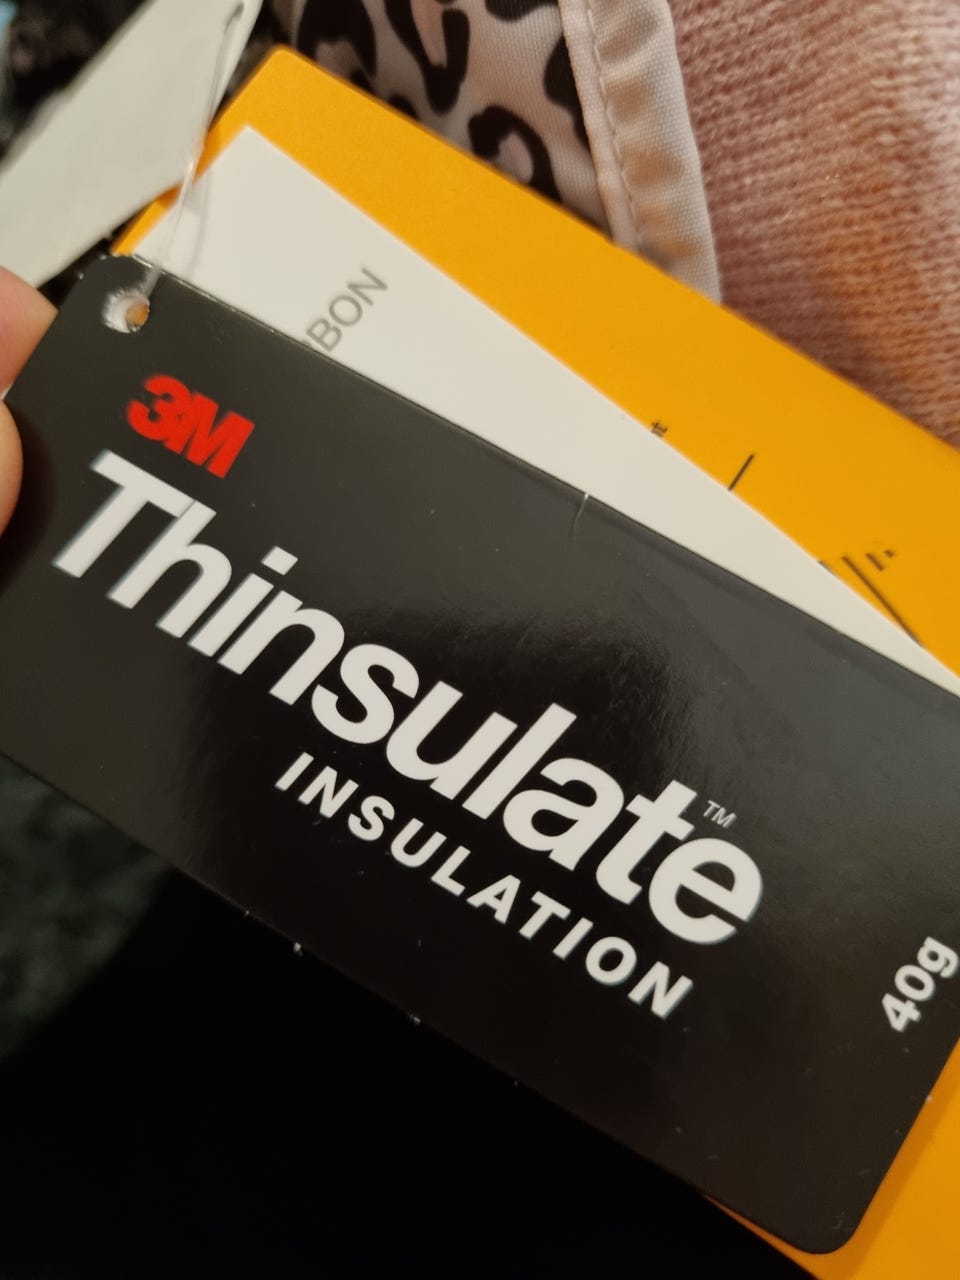 3M
Thinsulate™
INSULATION
40g
BON